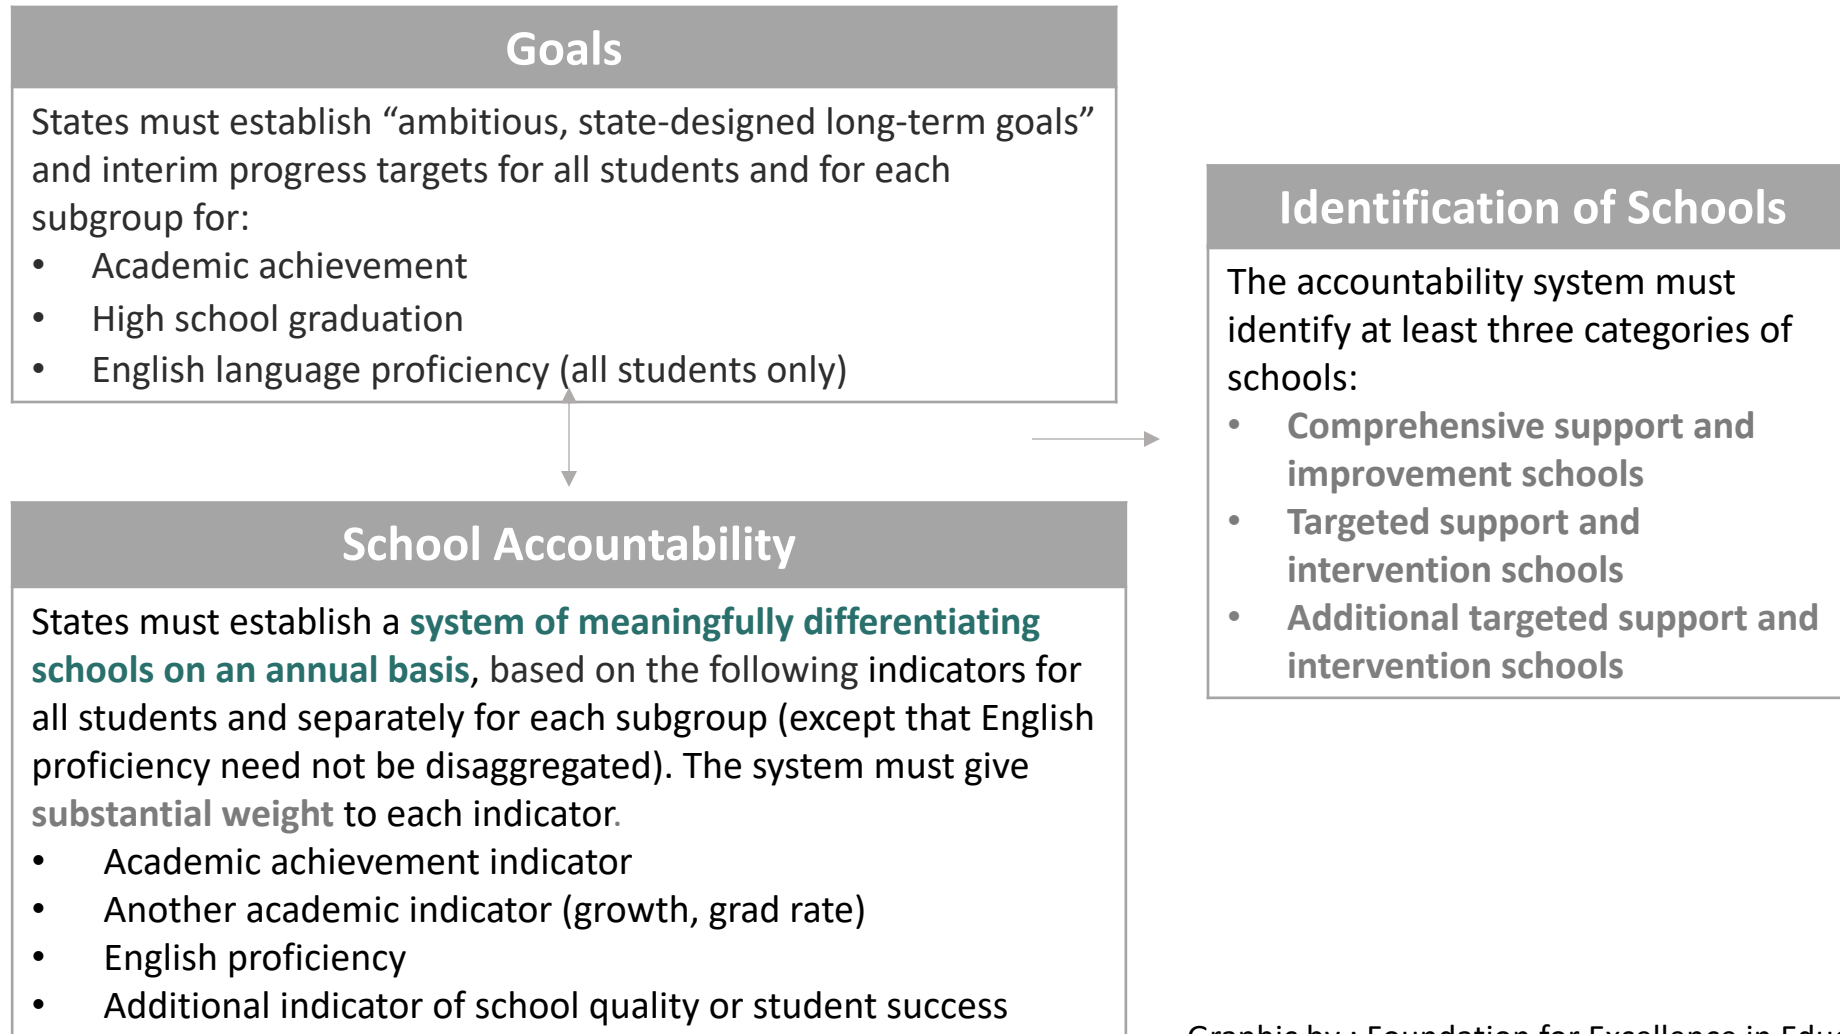 Goals
States must establish “ambitious, state-designed long-term goals”
and interim progress targets for all students and for each
subgroup for:
• Academic achievement
• High school graduation
• English language proficiency (all students only)
School Accountability
States must establish a system of meaningfully differentiating
schools on an annual basis, based on the following indicators for
all students and separately for each subgroup (except that English
proficiency need not be disaggregated). The system must give
substantial weight to each indicator.
• Academic achievement indicator
• Another academic indicator (growth, grad rate)
• English proficiency
• Additional indicator of school quality or student success
Identification of Schools
The accountability system must
identify at least three categories of
schools:
• Comprehensive support and
improvement schools
• Targeted support and
intervention schools
• Additional targeted support and
intervention schools
Graphic by : Foundation for Excellence in